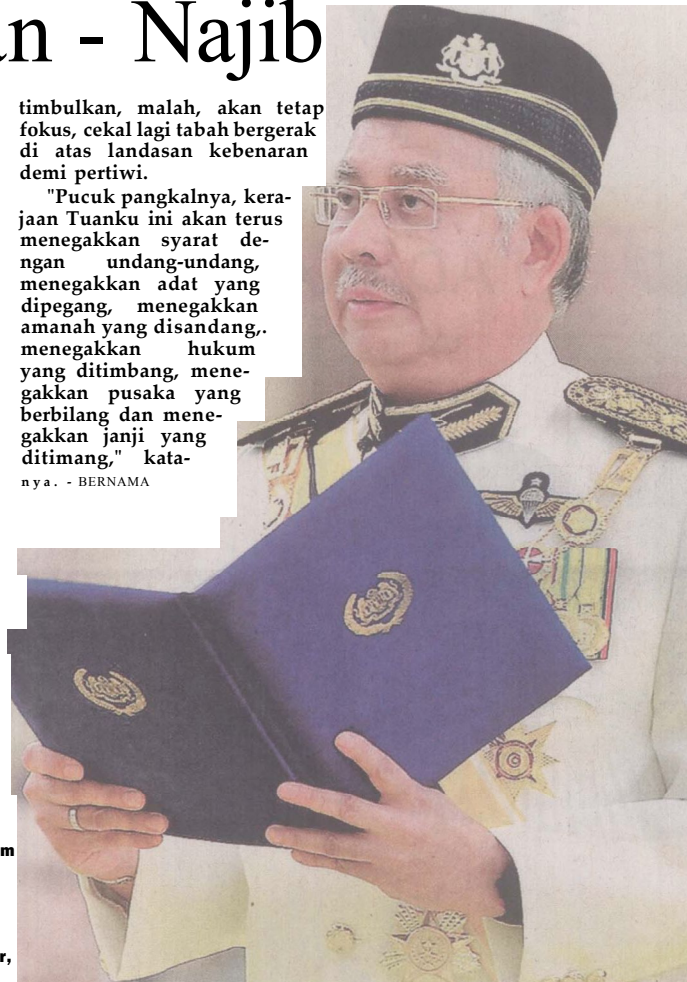 an - Najib
timbulkan, malah, akan tetap
fokus, cekal lagi tabah bergerak
di atas landasan kebenaran
demi pertiwi.
"Pucuk pangkalnya, kera-
jaan Tuanku ini akan terus
menegakkan syarat de-
ngan undang-undang,
menegakkan adat yang
dipegang, menegakkan
amanah yang disandang,.
menegakkan hukum
yang ditimbang, mene-
gakkan pusaka yang
berbilang dan mene-
gakkan janji yang
ditimang," kata-
nya. - BERNAMA
m
r,